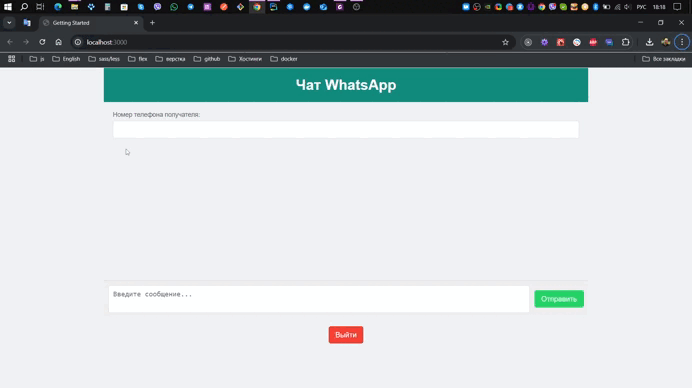 РУС 18:18
Getting Started
localhost:3000
js English sass/less flex верстка github Хостинги docker Все закладки
Чат WhatsApp
Номер телефона получателя:
Введите сообщение...
Отправить
Выйти